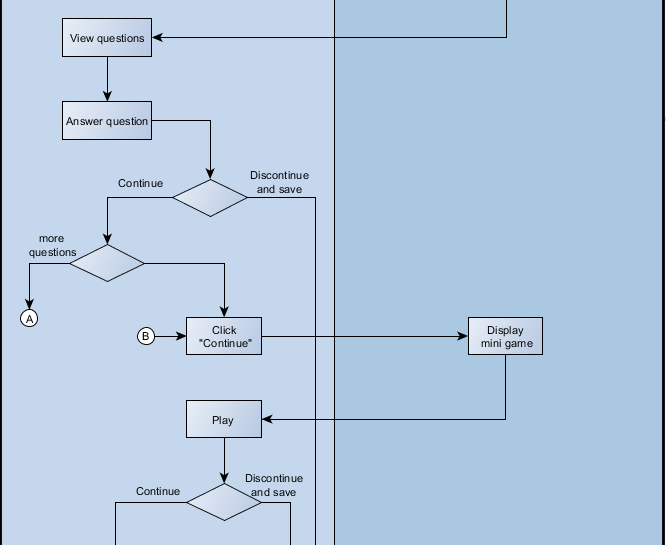 View questions
Answer question
Continue
Discontinue
and save
more
questions
A
B
Click
"Continue"
Display
mini game
Play
Continue
Discontinue
and save